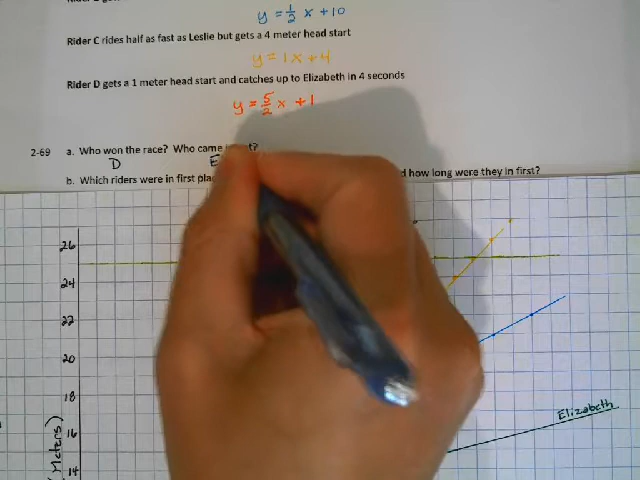 y = 1/2 x + 10
Rider C rides half as fast as Leslie but gets a 4 meter head start
y = 1x + 4
Rider D gets a 1 meter head start and catches up to Elizabeth in 4 seconds
y = 5/2 x + 1
2-69 a. Who won the race? Who came
D E
b. Which riders were in first how long were they in first?
26
24
22
20
18
16
14
Meters)
Elizabeth